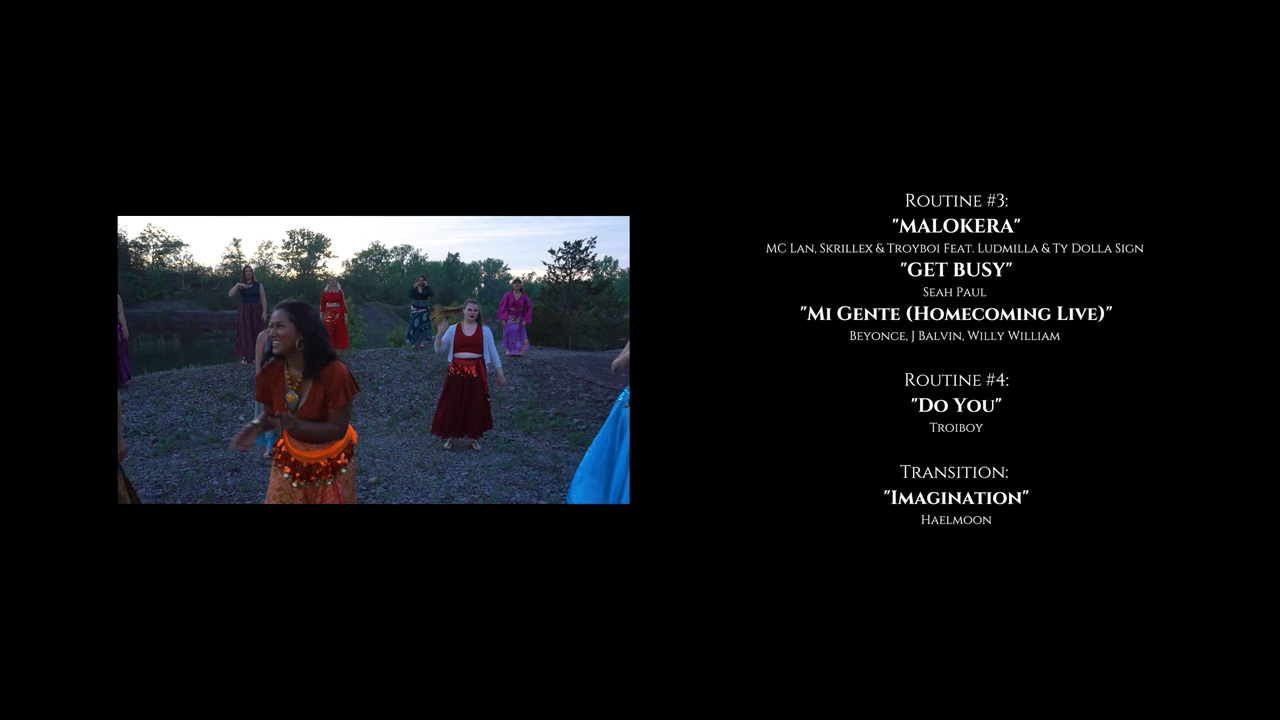 Routine #3:
"MALOKERA"
MC Lan, Skrillex & Troyboi Feat. Ludmilla & Ty Dolla Sign
"GET BUSY"
Seah Paul
"Mi Gente (Homecoming Live)"
Beyonce, J Balvin, Willy William
Routine #4:
"Do You"
Troiboy
Transition:
"Imagination"
Haelmoon